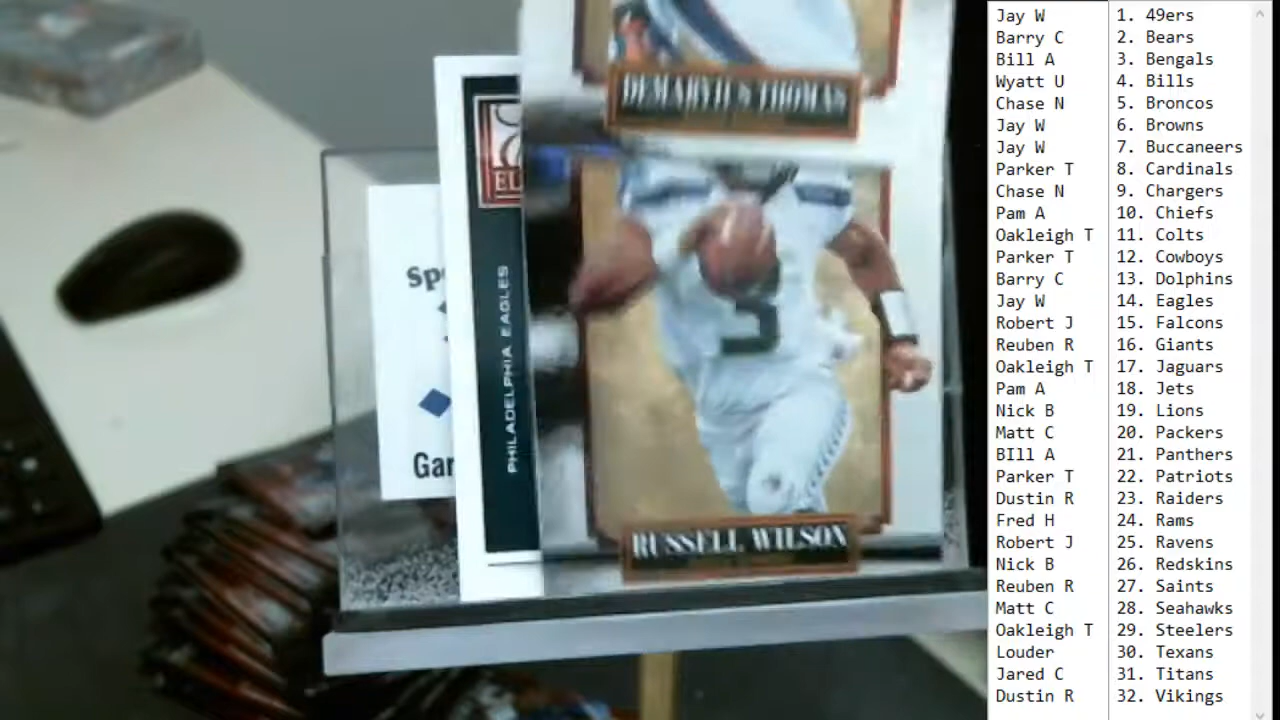 DEMARYIUS THOMAS
PHILADELPHIA EAGLES
RUSSELL WILSON
3
Jay W 1. 49ers
Barry C 2. Bears
Bill A 3. Bengals
Wyatt U 4. Bills
Chase N 5. Broncos
Jay W 6. Browns
Jay W 7. Buccaneers
Parker T 8. Cardinals
Chase N 9. Chargers
Pam A 10. Chiefs
Oakleigh T 11. Colts
Parker T 12. Cowboys
Barry C 13. Dolphins
Jay W 14. Eagles
Robert J 15. Falcons
Reuben R 16. Giants
Oakleigh T 17. Jaguars
Pam A 18. Jets
Nick B 19. Lions
Matt C 20. Packers
BIll A 21. Panthers
Parker T 22. Patriots
Dustin R 23. Raiders
Fred H 24. Rams
Robert J 25. Ravens
Nick B 26. Redskins
Reuben R 27. Saints
Matt C 28. Seahawks
Oakleigh T 29. Steelers
Louder 30. Texans
Jared C 31. Titans
Dustin R 32. Vikings